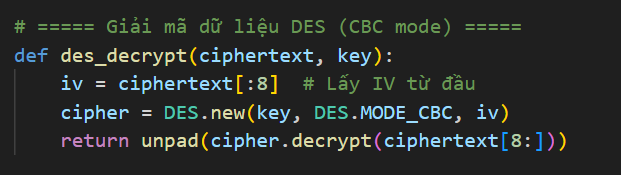 # ===== Giải mã dữ liệu DES (CBC mode) =====
def des_decrypt(ciphertext, key):
    iv = ciphertext[:8]  # Lấy IV từ đầu
    cipher = DES.new(key, DES.MODE_CBC, iv)
    return unpad(cipher.decrypt(ciphertext[8:]))